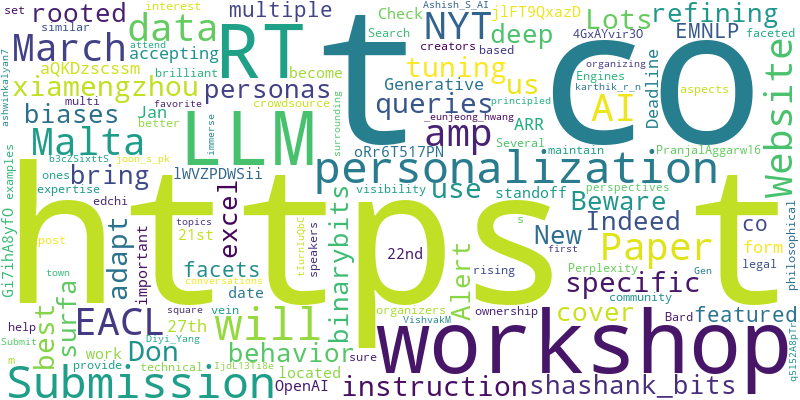 set
rooted
multiple
NYT
Ashish_S_AI
jlFT9QxazD
Check
Lots
refining
March
data
RT
t
co
deep
Search
creators
based
4GxAYvir3O
EMNLP
faceted
similar
accepting
tuning
us
Generative
become
aQKDzscssm
xiamengzhou
brilliant
personas
organizing
Engines
karthik_r_n
aspects
ashwinkalyan7
multi
favorite
crowdsource
queries
AI
Deadline
Website
biases
Jan
LLM
amp
principled
attend
better
immerse
surrounding
_eunjeong_hwang
ARR
Several
maintain
PranjalAggarw16
Malta
oRr6T517PN
b3cZSixttS
joon_s_pk
personalization
examples
ones
bring
lWVZPDWSii
use
standoff
perspectives
expertise
visibility
Beware
Gi7ihA8yfO
https
t
edchi
excel
s
co
adapt
important
topics
speakers
tIurn1uQbC
binarybits
New
Indeed
philosophical
post
21st
Paper
form
facets
22nd
rising
first
legal
town
conversations
vein
Perplexity
Gen
specific
date
Alert
community
best
surfa
EACL
27th
will
organizers
ownership
cover
Bard
featured
square
Diyi_Yang
VishvakM
workshop
help
Don
behavior
sure
Submit
work
provide
located
m
technical
IjdL13Ti8e
Submission
OpenAI
instruction
shashank_bits
q5152A8pTr